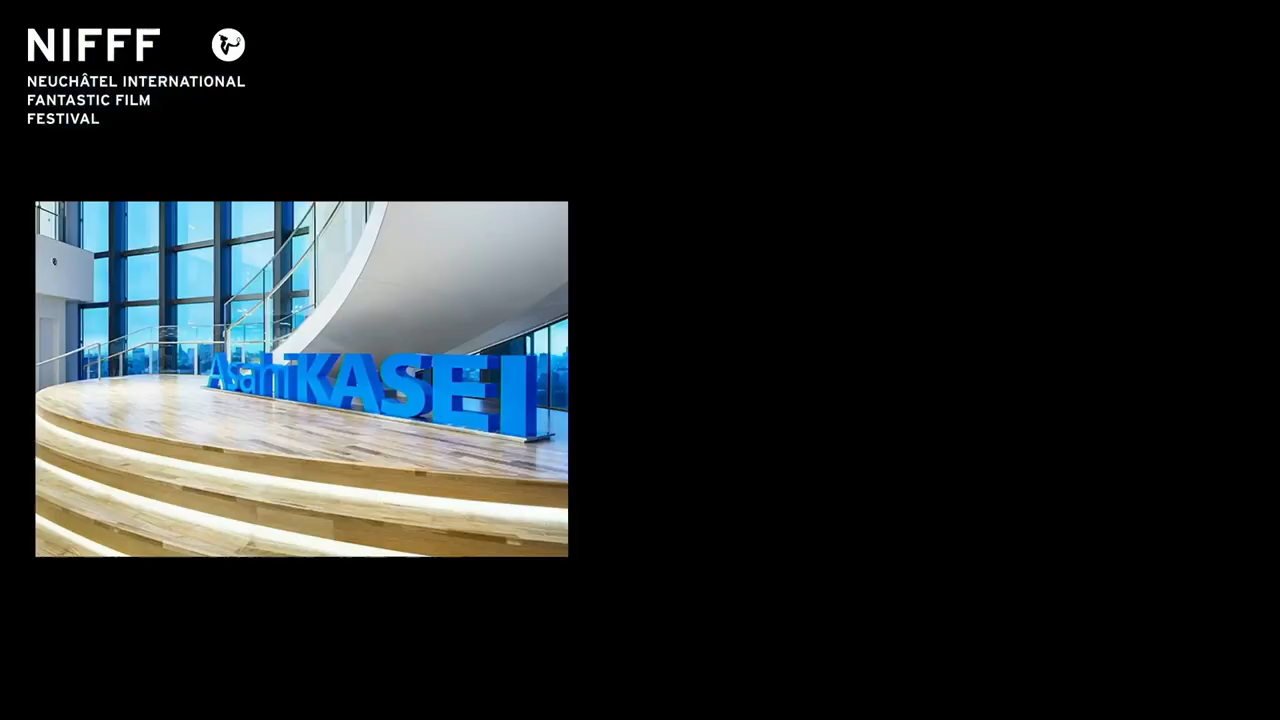 NIFFF
NEUCHÂTEL INTERNATIONAL
FANTASTIC FILM
FESTIVAL
AsahiKASEI